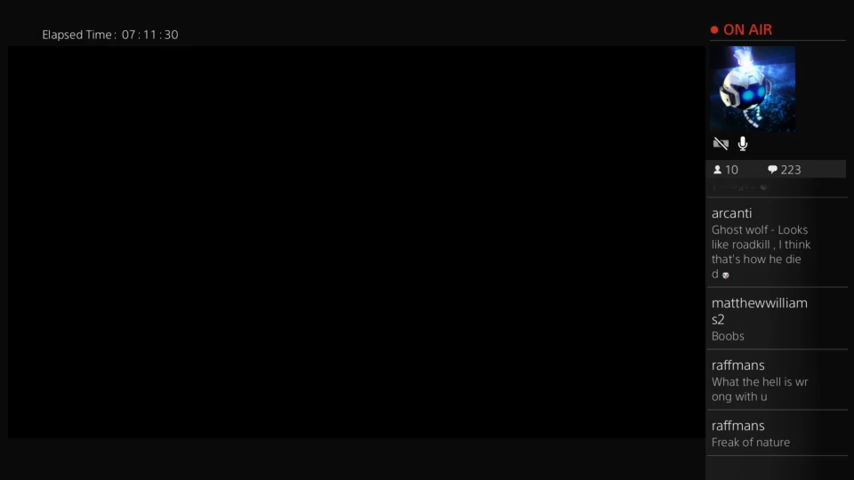 Elapsed Time: 07:11:30
ON AIR
10 223
arcanti
Ghost wolf - Looks
like roadkill , I think
that's how he die
d
matthewwilliam
s2
Boobs
raffmans
What the hell is wr
ong with u
raffmans
Freak of nature